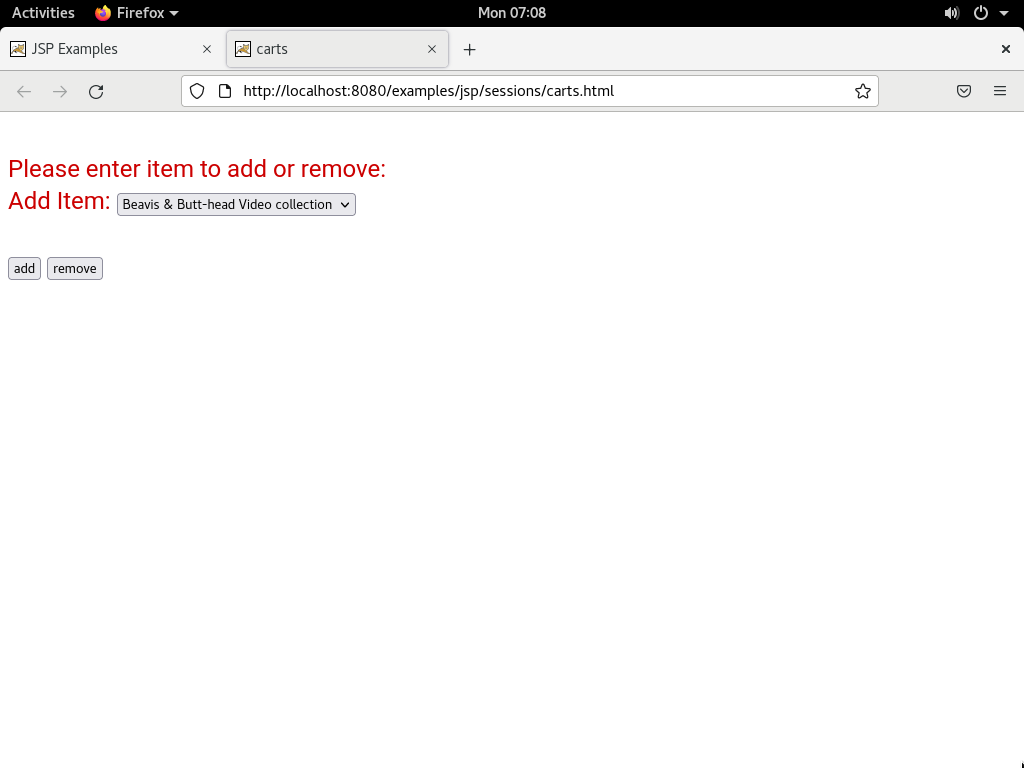 Activities Firefox Mon 07:08
JSP Examples carts
http://localhost:8080/examples/jsp/sessions/carts.html
Please enter item to add or remove:
Add Item: Beavis & Butt-head Video collection
add remove